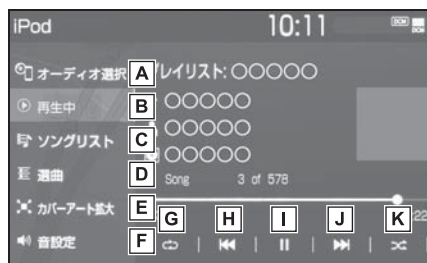 iPod 10:11 DCM DCM
オーディオ選択 A レイリスト: ○○○○○
再生中 B ○○○○○
ソングリスト C ○○○○○
選曲 D ○○○○○
Song 3 of 578
カバーアート拡大 E
音設定 F G H I J K